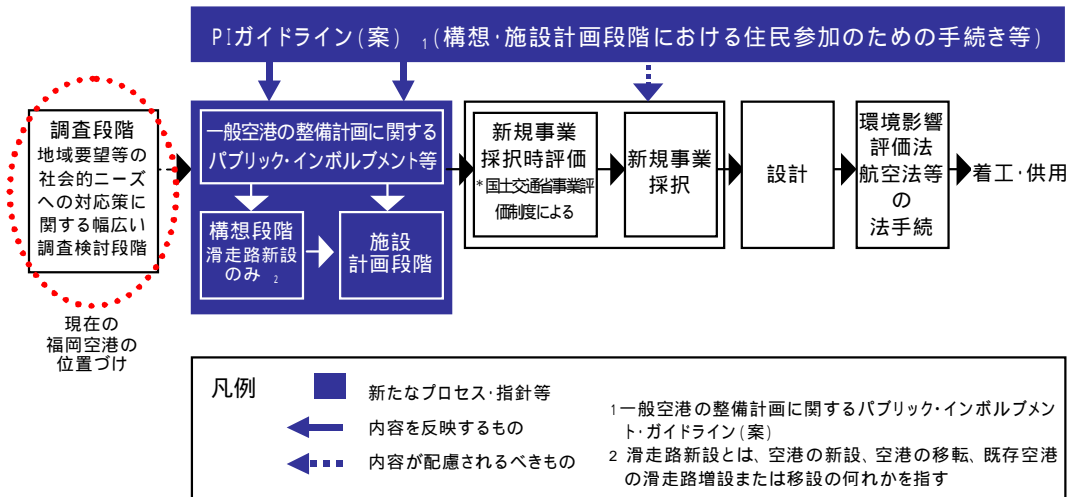 PIガイドライン(案) 1(構想・施設計画段階における住民参加のための手続き等)
調査段階
地域要望等の
社会的ニーズ
への対応策に
関する幅広い
調査検討段階
現在の
福岡空港の
位置づけ
一般空港の整備計画に関する
パブリック・インボルブメント等
構想段階
滑走路新設
のみ 2
施設
計画段階
新規事業
採択時評価
*国土交通省事業評
価制度による
新規事業
採択
設計
環境影響
評価法
航空法等
の
法手続
着工・供用
凡例
新たなプロセス・指針等
内容を反映するもの
内容が配慮されるべきもの
1一般空港の整備計画に関するパブリック・インボルブメン
ト・ガイドライン(案)
2 滑走路新設とは、空港の新設、空港の移転、既存空港
の滑走路増設または移設の何れかを指す